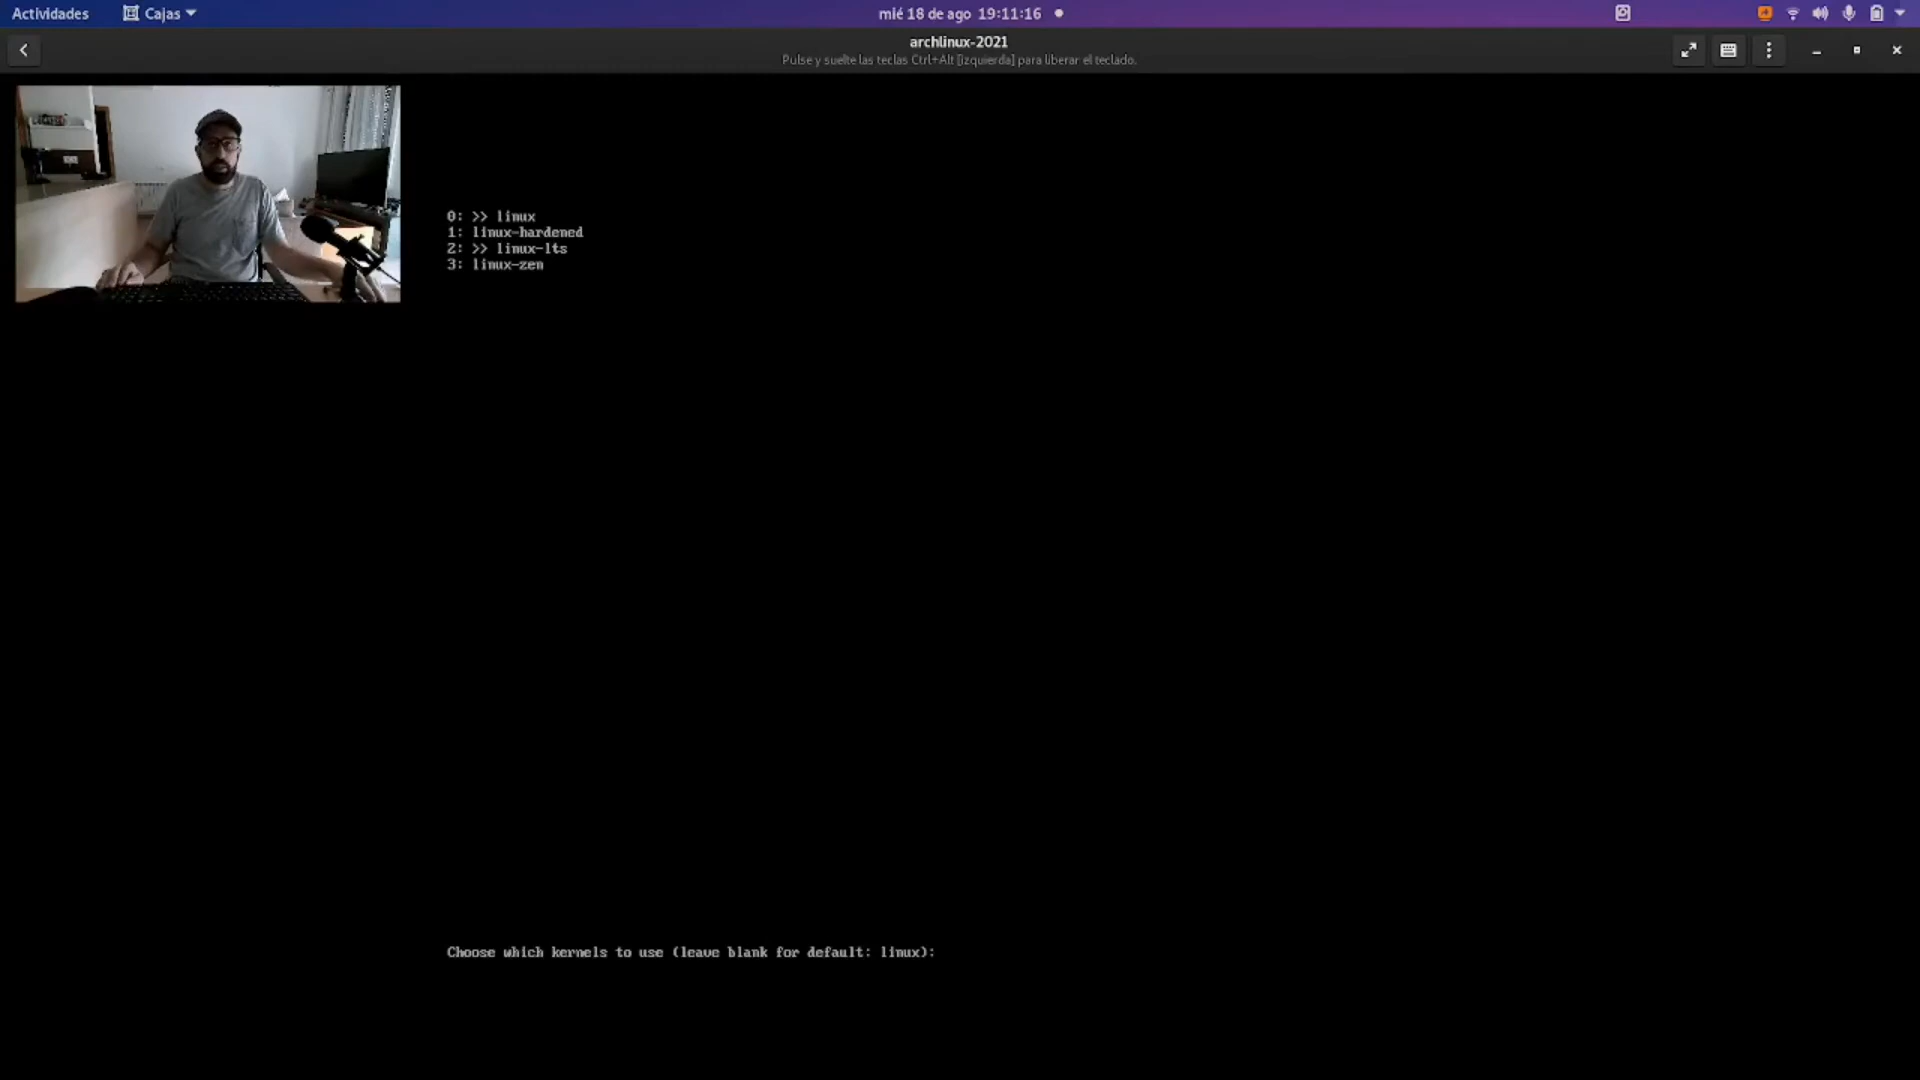 Actividades
Cajas
mié 18 de ago 19:11:16
archlinux-2021
Pulse y suelte las teclas Ctrl+Alt [izquierda] para liberar el teclado.
0: >> linux
1: linux-hardened
2: >> linux-lts
3: linux-zen
Choose which kernels to use (leave blank for default: linux):